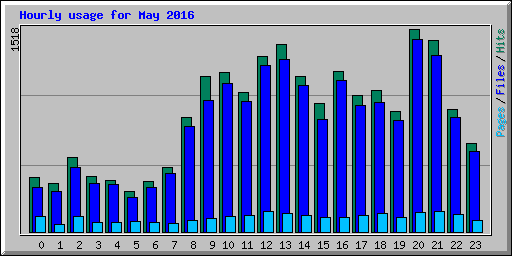 Hourly usage for May 2016
1518
Pages/Files/Hits
0 1 2 3 4 5 6 7 8 9 10 11 12 13 14 15 16 17 18 19 20 21 22 23